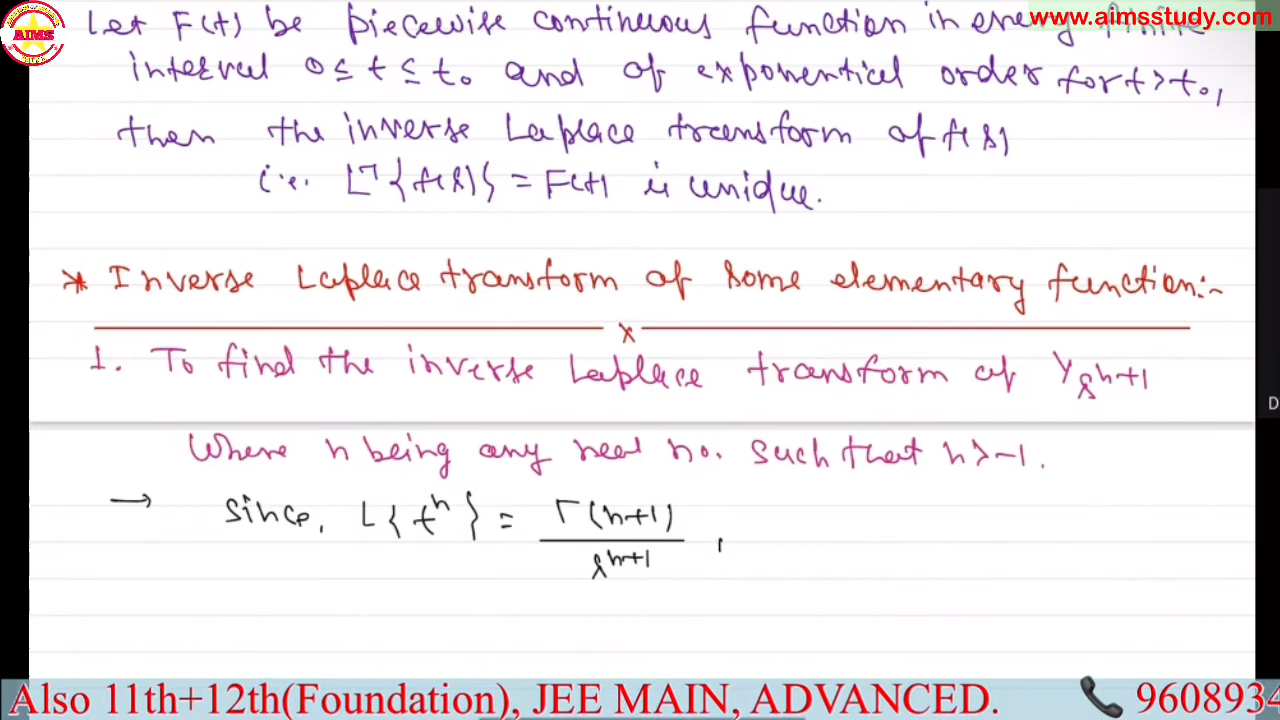 www.aimsstudy.com
AIMS
Let F(t) be piecewise continuous function in every finite
interval 0 ≤ t ≤ t₀ and of exponential order for t > t₀,
then the inverse Laplace transform of f(s)
i.e. L⁻¹{f(s)} = F(t) is unique.
* Inverse Laplace transform of some elementary function:-
x
1. To find the inverse Laplace transform of 1/sⁿ⁺¹
Where n being any real no. such that n > -1.
→ Since, L{tⁿ} = Γ(n+1) / sⁿ⁺¹ ,
D
Also 11th+12th(Foundation), JEE MAIN, ADVANCED. 9608934